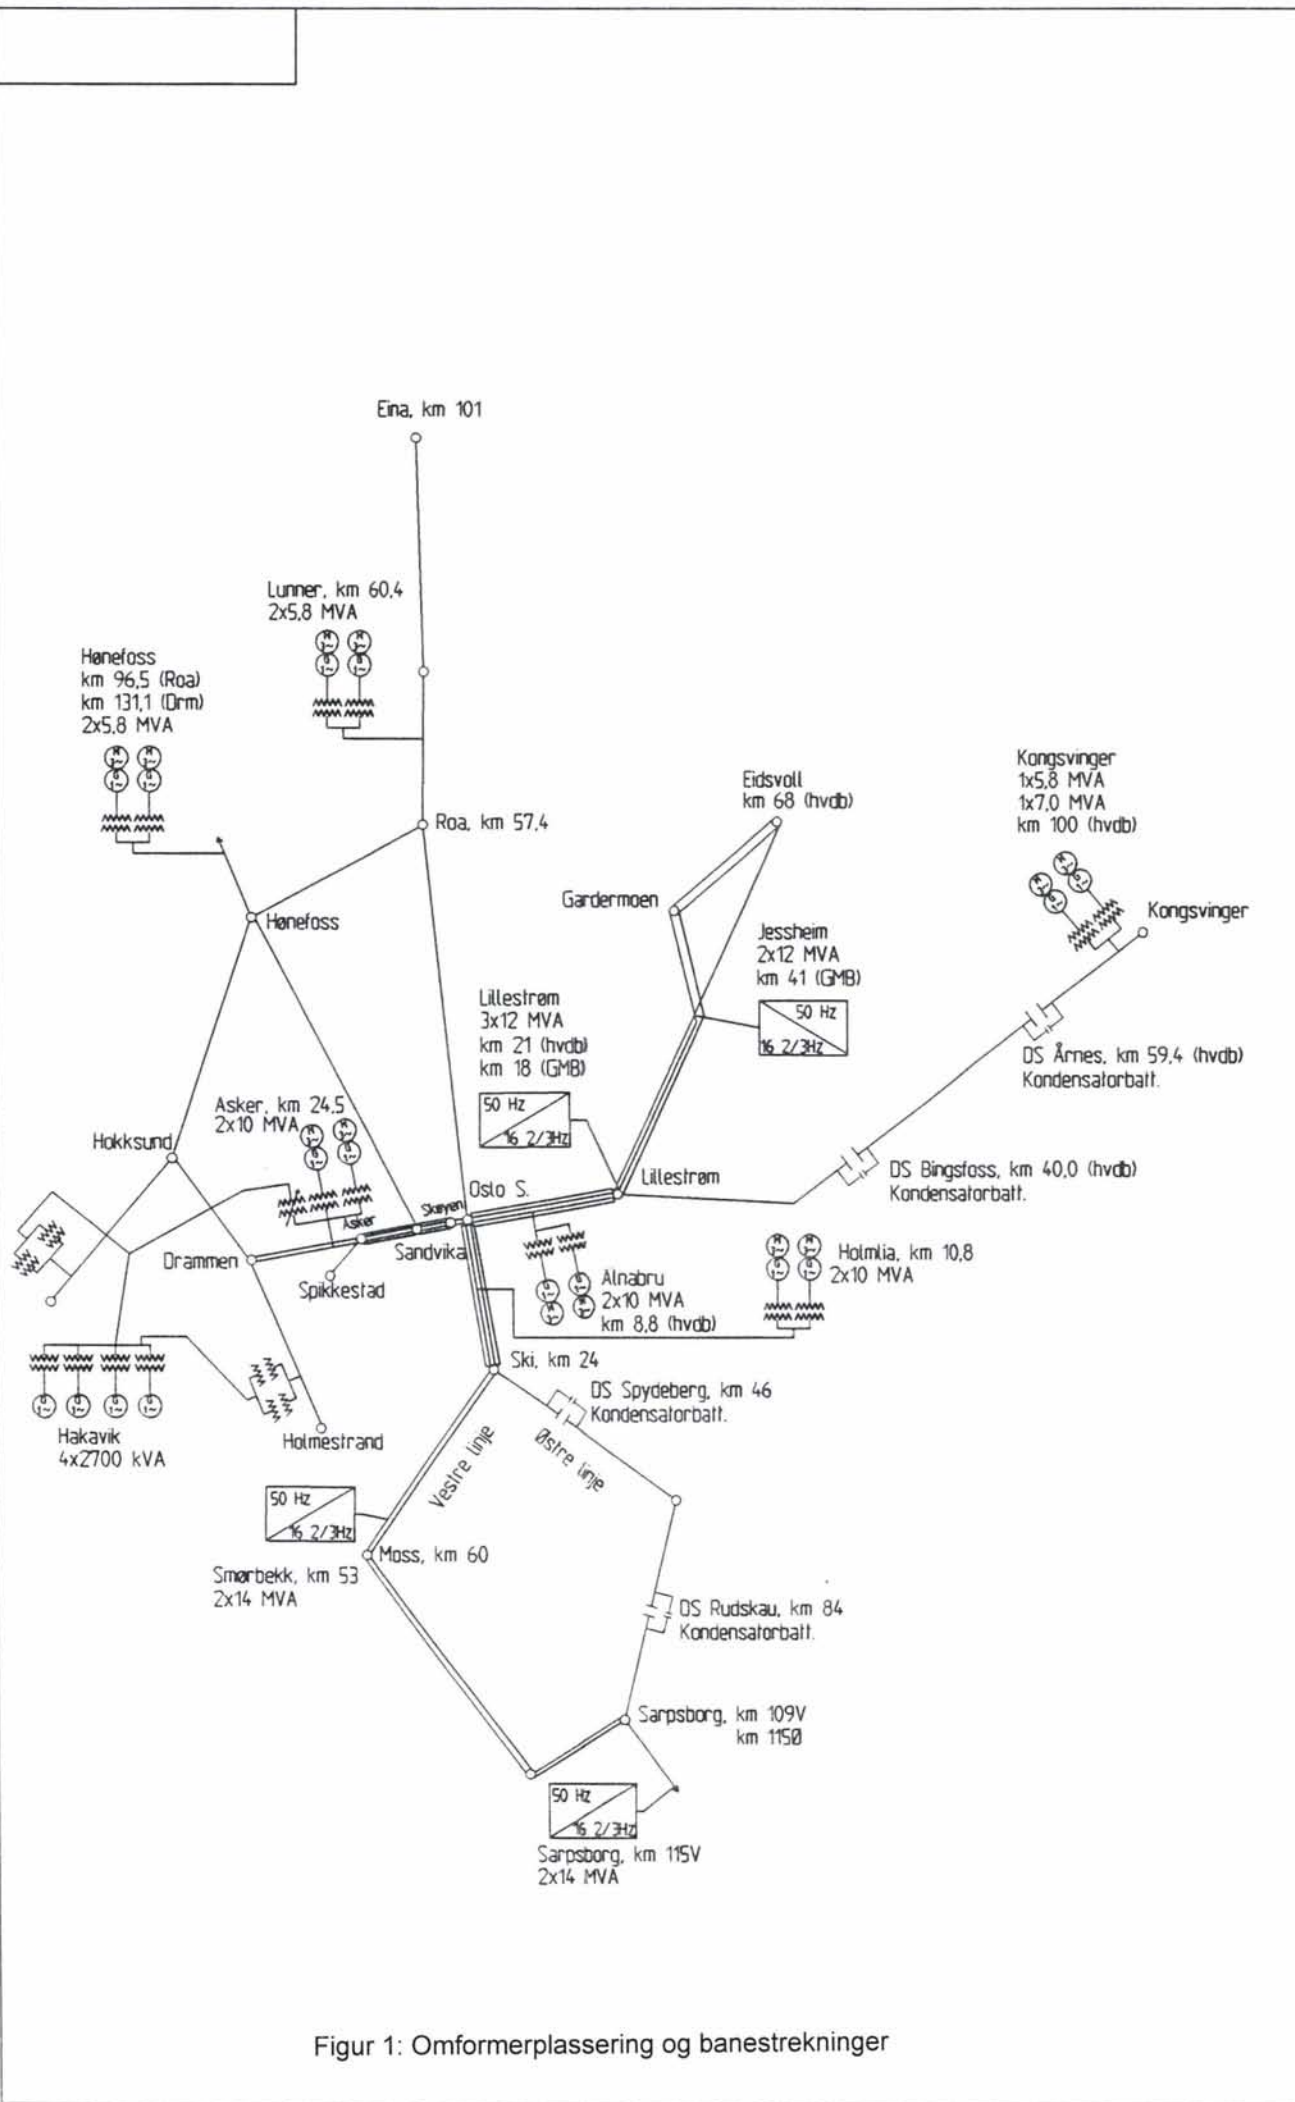 Eina, km 101
Lunner, km 60,4
2x5,8 MVA
Hønefoss
km 96,5 (Roa)
km 131,1 (Drm)
2x5,8 MVA
Roa, km 57,4
Hønefoss
Eidsvoll
km 68 (hvdb)
Gardermoen
Kongsvinger
1x5,8 MVA
1x7,0 MVA
km 100 (hvdb)
Kongsvinger
Jessheim
2x12 MVA
km 41 (GMB)
50 Hz
16 2/3Hz
Lillestrøm
3x12 MVA
km 21 (hvdb)
km 18 (GMB)
50 Hz
16 2/3Hz
DS Årnes, km 59,4 (hvdb)
Kondensatorbatt.
Asker, km 24,5
2x10 MVA
Hokksund
Lillestrøm
DS Bingsfoss, km 40,0 (hvdb)
Kondensatorbatt.
Oslo S.
Skøyen
Asker
Sandvika
Drammen
Spikkestad
Alnabru
2x10 MVA
km 8,8 (hvdb)
Holmlia, km 10,8
2x10 MVA
Ski, km 24
DS Spydeberg, km 46
Kondensatorbatt.
Hakavik
4x2700 kVA
Holmestrand
Vestre linje
Østre linje
50 Hz
16 2/3Hz
Moss, km 60
Smørbekk, km 53
2x14 MVA
DS Rudskau, km 84
Kondensatorbatt.
Sarpsborg, km 109V
km 115Ø
50 Hz
16 2/3Hz
Sarpsborg, km 115V
2x14 MVA
Figur 1: Omformerplassering og banestrekninger